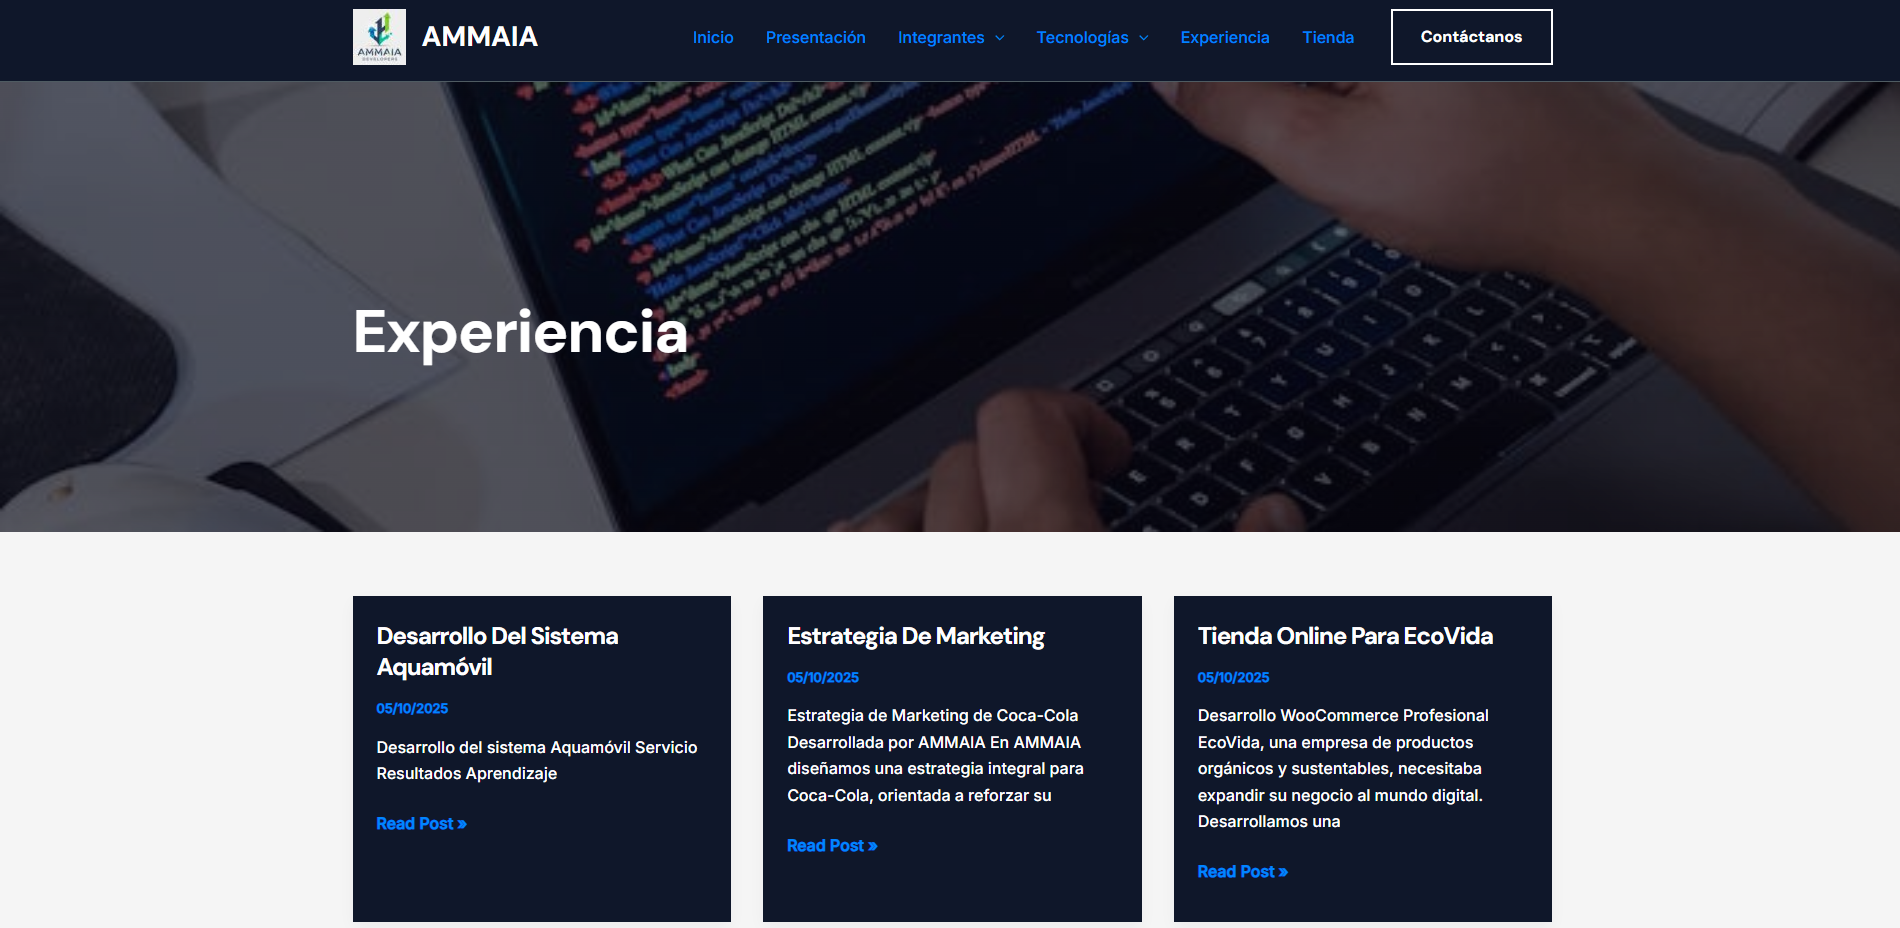 AMMAIA
DEVELOPERS
AMMAIA
Inicio
Presentación
Integrantes
Tecnologías
Experiencia
Tienda
Contáctanos
Experiencia
Desarrollo Del Sistema
Aquamóvil
05/10/2025
Desarrollo del sistema Aquamóvil Servicio
Resultados Aprendizaje
Read Post »
Estrategia De Marketing
05/10/2025
Estrategia de Marketing de Coca-Cola
Desarrollada por AMMAIA En AMMAIA
diseñamos una estrategia integral para
Coca-Cola, orientada a reforzar su
Read Post »
Tienda Online Para EcoVida
05/10/2025
Desarrollo WooCommerce Profesional
EcoVida, una empresa de productos
orgánicos y sustentables, necesitaba
expandir su negocio al mundo digital.
Desarrollamos una
Read Post »